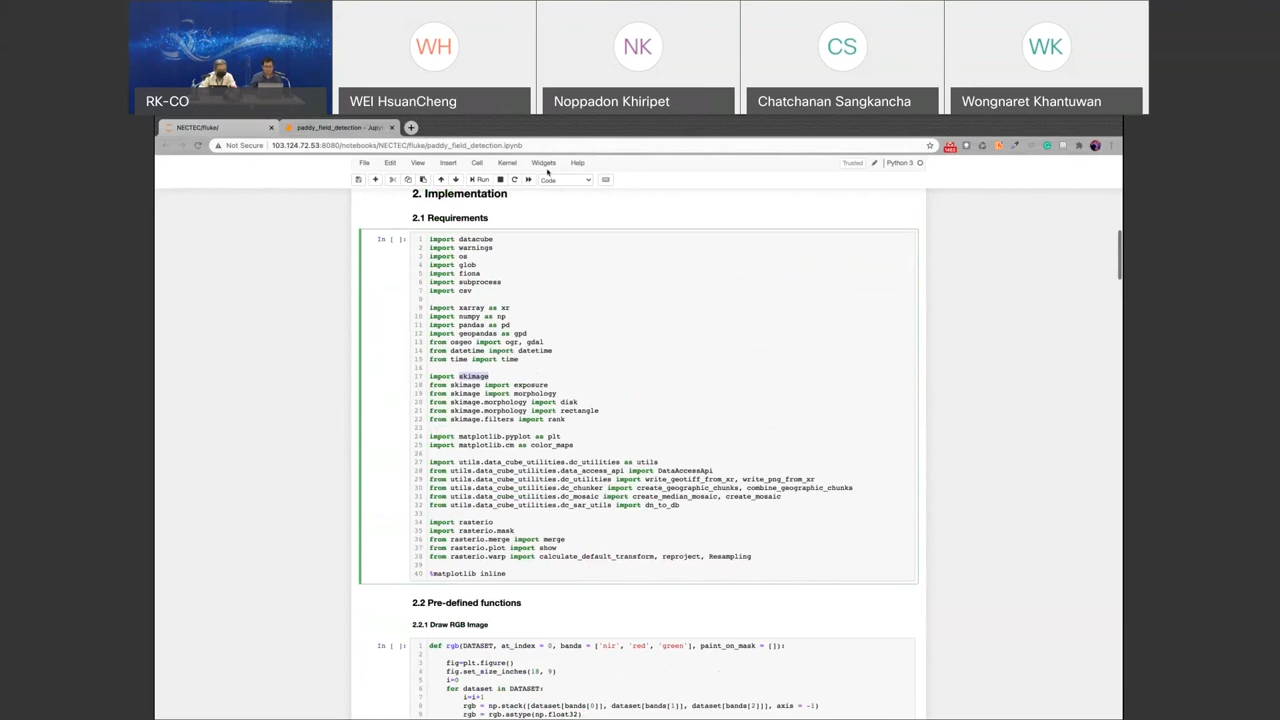 WH
NK
CS
WK
RK-CO
WEI HsuanCheng
Noppadon Khiripet
Chatchanan Sangkancha
Wongnaret Khantuwan
NECTEC/fluke/
paddy_field_detection - Jupy
Not Secure 103.124.72.53:8080/notebooks/NECTEC/fluke/paddy_field_detection.ipynb
File Edit View Insert Cell Kernel Widgets Help
Trusted
Python 3
Run
Code
2. Implementation
2.1 Requirements
In [ ]:
1 import datacube
2 import warnings
3 import os
4 import glob
5 import fiona
6 import subprocess
7 import csv
8
9 import xarray as xr
10 import numpy as np
11 import pandas as pd
12 import geopandas as gpd
13 from osgeo import ogr, gdal
14 from datetime import datetime
15 from time import time
16
17 import skimage
18 from skimage import exposure
19 from skimage import morphology
20 from skimage.morphology import disk
21 from skimage.morphology import rectangle
22 from skimage.filters import rank
23
24 import matplotlib.pyplot as plt
25 import matplotlib.cm as color_maps
26
27 import utils.data_cube_utilities.dc_utilities as utils
28 from utils.data_cube_utilities.data_access_api import DataAccessApi
29 from utils.data_cube_utilities.dc_utilities import write_geotiff_from_xr, write_png_from_xr
30 from utils.data_cube_utilities.dc_chunker import create_geographic_chunks, combine_geographic_chunks
31 from utils.data_cube_utilities.dc_mosaic import create_median_mosaic, create_mosaic
32 from utils.data_cube_utilities.dc_sar_utils import dn_to_db
33
34 import rasterio
35 import rasterio.mask
36 from rasterio.merge import merge
37 from rasterio.plot import show
38 from rasterio.warp import calculate_default_transform, reproject, Resampling
39
40 %matplotlib inline
2.2 Pre-defined functions
2.2.1 Draw RGB Image
In [ ]:
1 def rgb(DATASET, at_index = 0, bands = ['nir', 'red', 'green'], paint_on_mask = []):
2
3 fig=plt.figure()
4 fig.set_size_inches(18, 9)
5 i=0
6 for dataset in DATASET:
7 i=i+1
8 rgb = np.stack([dataset[bands[0]], dataset[bands[1]], dataset[bands[2]]], axis = -1)
9 rgb = rgb.astype(np.float32)